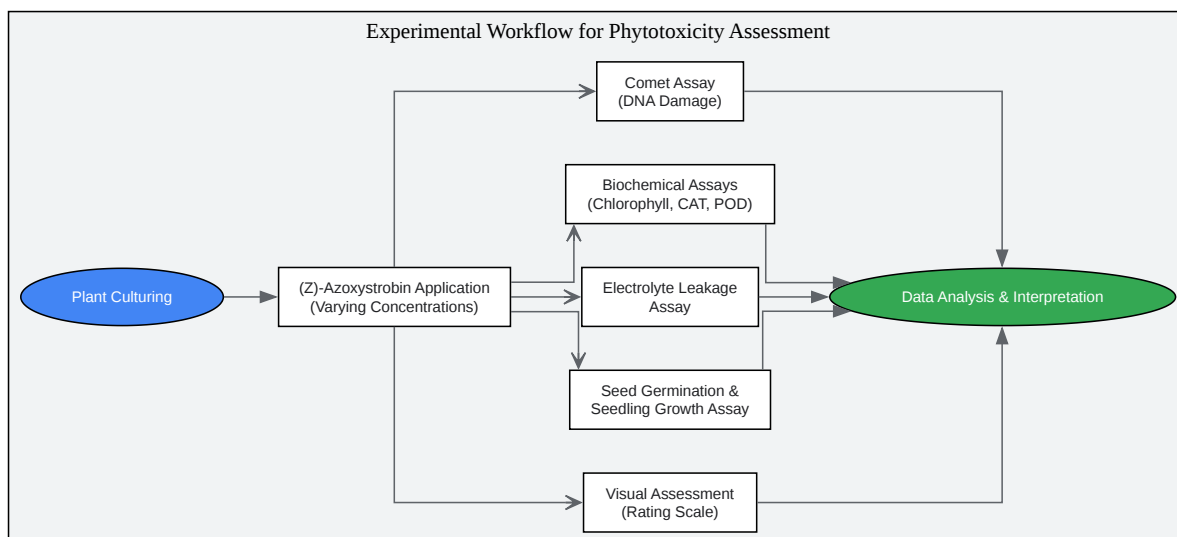 Experimental Workflow for Phytotoxicity Assessment
Comet Assay
(DNA Damage)
Biochemical Assays
(Chlorophyll, CAT, POD)
Plant Culturing
(Z)-Azoxystrobin Application
(Varying Concentrations)
Electrolyte Leakage
Assay
Data Analysis & Interpretation
Seed Germination &
Seedling Growth Assay
Visual Assessment
(Rating Scale)